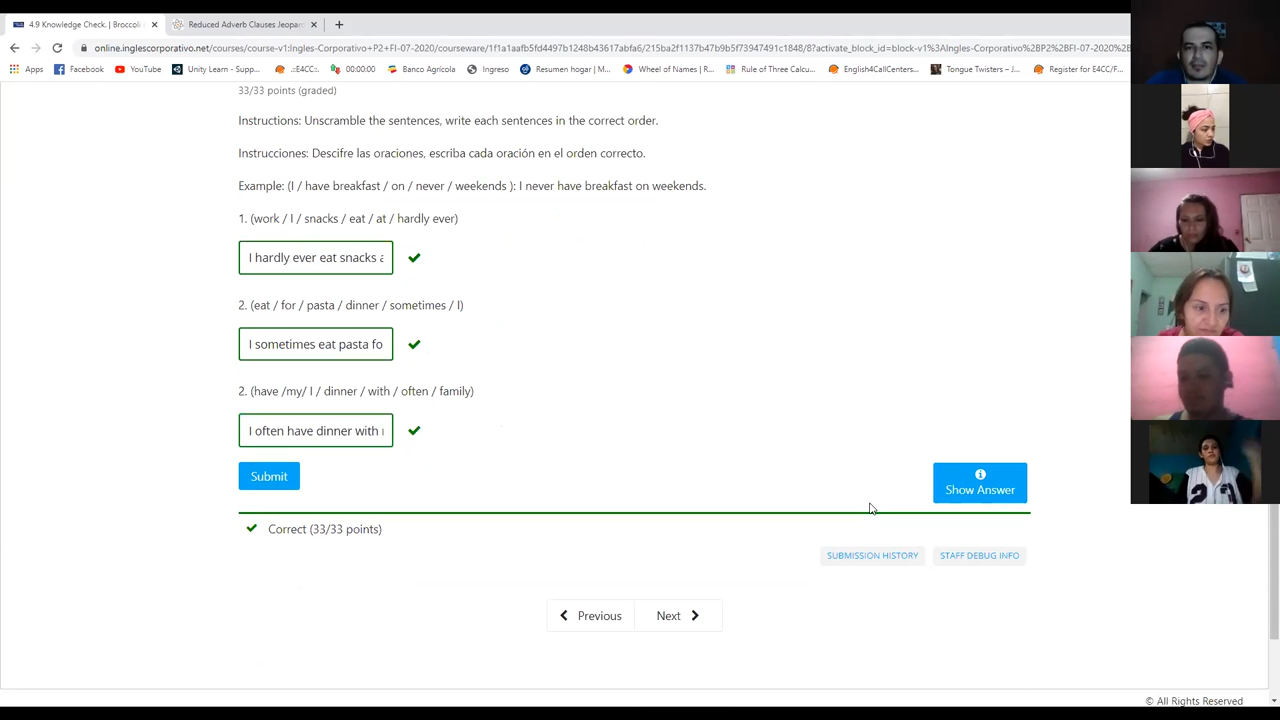 4.9 Knowledge Check. | Broccoli
Reduced Adverb Clauses Jeopar
online.inglescorporativo.net/courses/course-v1:Ingles-Corporativo+P2+FI-07-2020/courseware/1f1a1aafb5fd4497b1248b43617abfa6/215ba2f1137b47b9b5f73947491c1848/8?activate_block_id=block-v1%3AIngles-Corporativo%2BP2%2BFI-07-2020%2B
Apps Facebook YouTube Unity Learn - Supp... .::E4CC::. 00:00:00 Banco Agrícola Ingreso Resumen hogar | M... Wheel of Names | R... Rule of Three Calcu... English4CallCenters... Tongue Twisters – J... Register for E4CC/F...
33/33 points (graded)
Instructions: Unscramble the sentences, write each sentences in the correct order.
Instrucciones: Descifre las oraciones, escriba cada oración en el orden correcto.
Example: (I / have breakfast / on / never / weekends ): I never have breakfast on weekends.
1. (work / I / snacks / eat / at / hardly ever)
I hardly ever eat snacks a
2. (eat / for / pasta / dinner / sometimes / I)
I sometimes eat pasta fo
2. (have /my/ I / dinner / with / often / family)
I often have dinner with
Submit
Show Answer
Correct (33/33 points)
SUBMISSION HISTORY STAFF DEBUG INFO
Previous Next
© All Rights Reserved